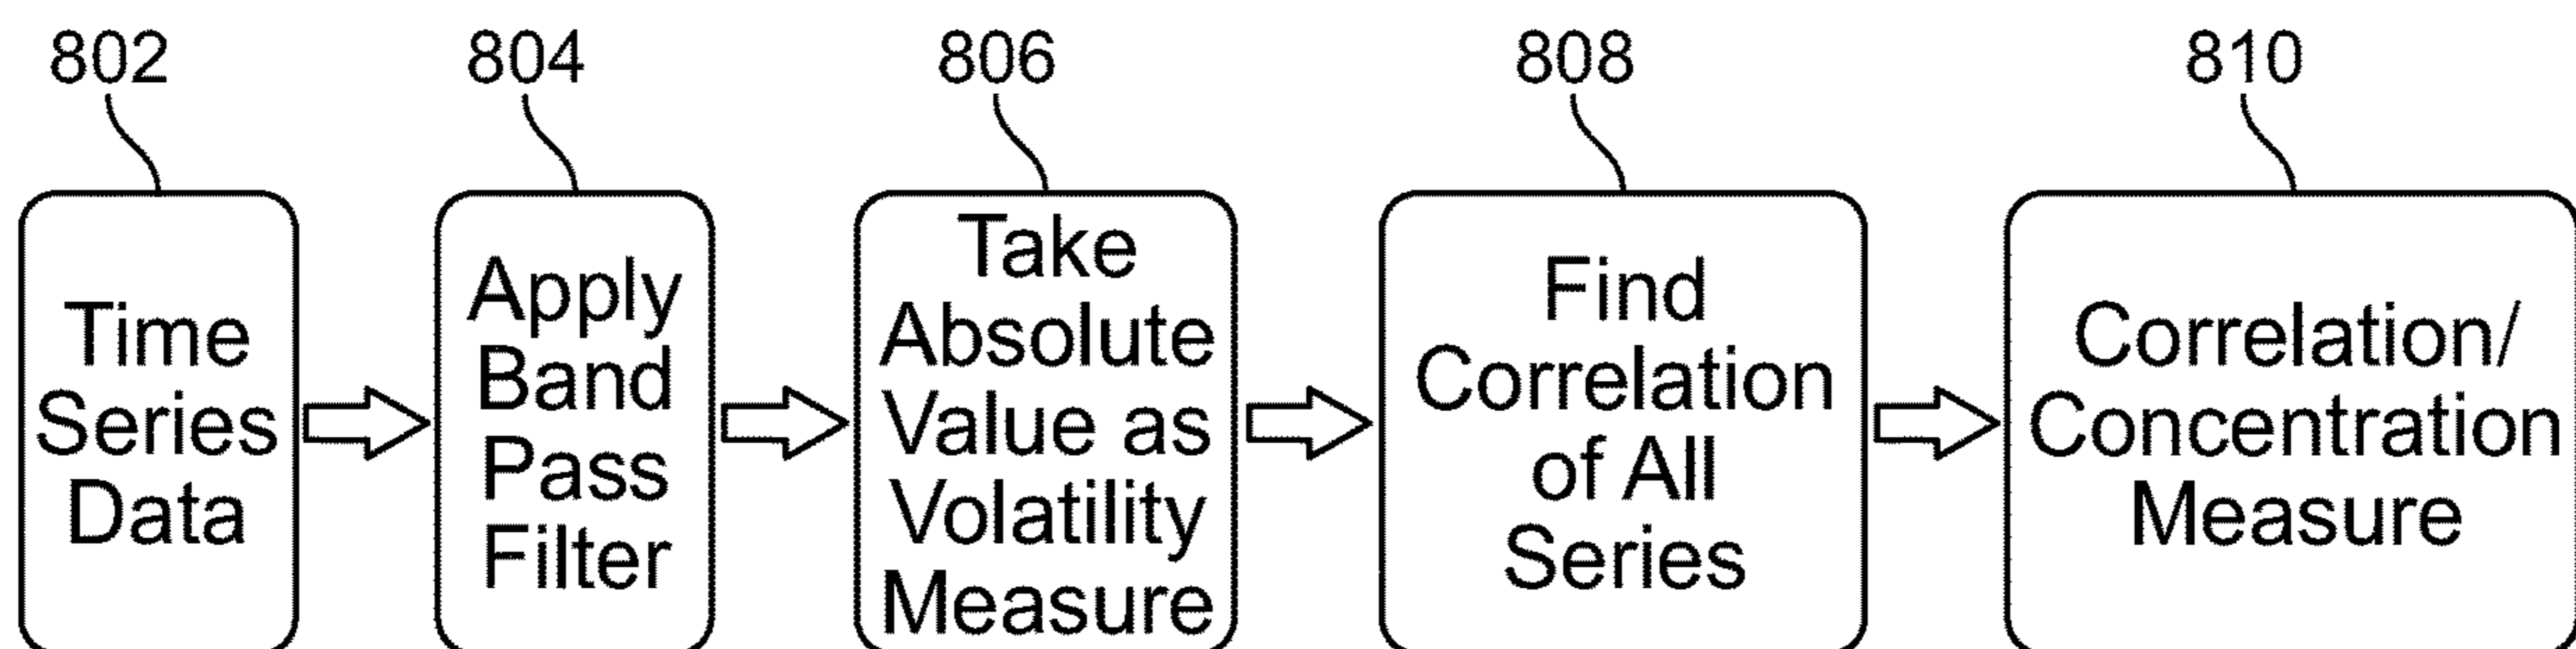 802
804
806
808
810
Time
Series
Data
Apply
Band
Pass
Filter
Take
Absolute
Value as
Volatility
Measure
Find
Correlation
of All
Series
Correlation/
Concentration
Measure